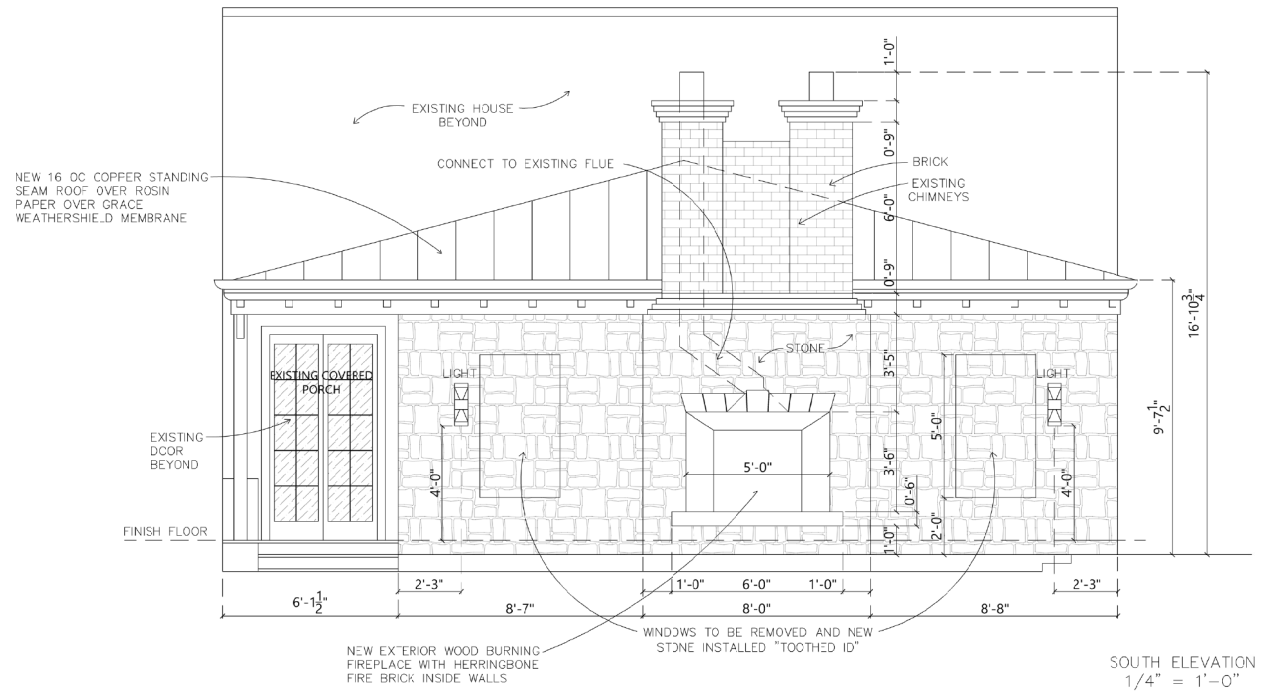 1'-0"
EXISTING HOUSE
BEYOND
CONNECT TO EXISTING FLUE
BRICK
0'-9"
NEW 16 OC COPPER STANDING
SEAM ROOF OVER ROSIN
PAPER OVER GRACE
WEATHERSHIELD MEMBRANE
EXISTING
CHIMNEYS
6'-0"
0'-9"
16'-10 3/4"
STONE
3'-5"
LIGHT
LIGHT
EXISTING COVERED
PORCH
5'-0"
9'-7 1/2"
EXISTING
DOOR
BEYOND
4'-0"
5'-0"
3'-6"
0'-6"
4'-0"
FINISH FLOOR
1'-0"
2'-0"
2'-3"
1'-0"
6'-0"
1'-0"
2'-3"
6'-1 1/2"
8'-7"
8'-0"
8'-8"
WINDOWS TO BE REMOVED AND NEW
STONE INSTALLED "TOOTHED ID"
NEW EXTERIOR WOOD BURNING
FIREPLACE WITH HERRINGBONE
FIRE BRICK INSIDE WALLS
SOUTH ELEVATION
1/4" = 1'-0"